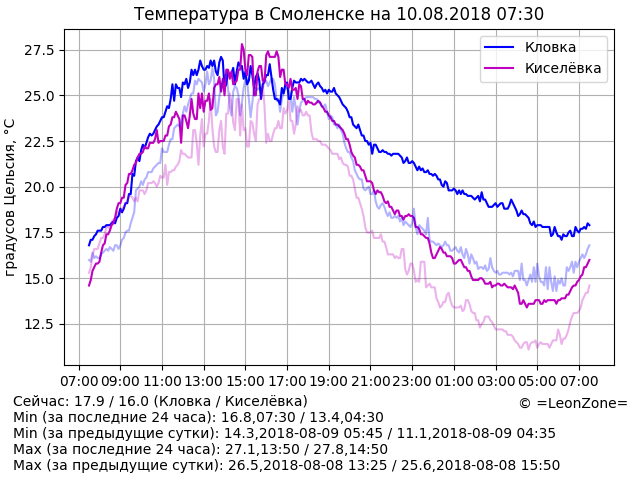 Температура в Смоленске на 10.08.2018 07:30
Кловка
Киселёвка
градусов Цельсия, °C
27.5
25.0
22.5
20.0
17.5
15.0
12.5
07:00 09:00 11:00 13:00 15:00 17:00 19:00 21:00 23:00 01:00 03:00 05:00 07:00
Сейчас: 17.9 / 16.0 (Кловка / Киселёвка)
© =LeonZone=
Min (за последние 24 часа): 16.8,07:30 / 13.4,04:30
Min (за предыдущие сутки): 14.3,2018-08-09 05:45 / 11.1,2018-08-09 04:35
Max (за последние 24 часа): 27.1,13:50 / 27.8,14:50
Max (за предыдущие сутки): 26.5,2018-08-08 13:25 / 25.6,2018-08-08 15:50